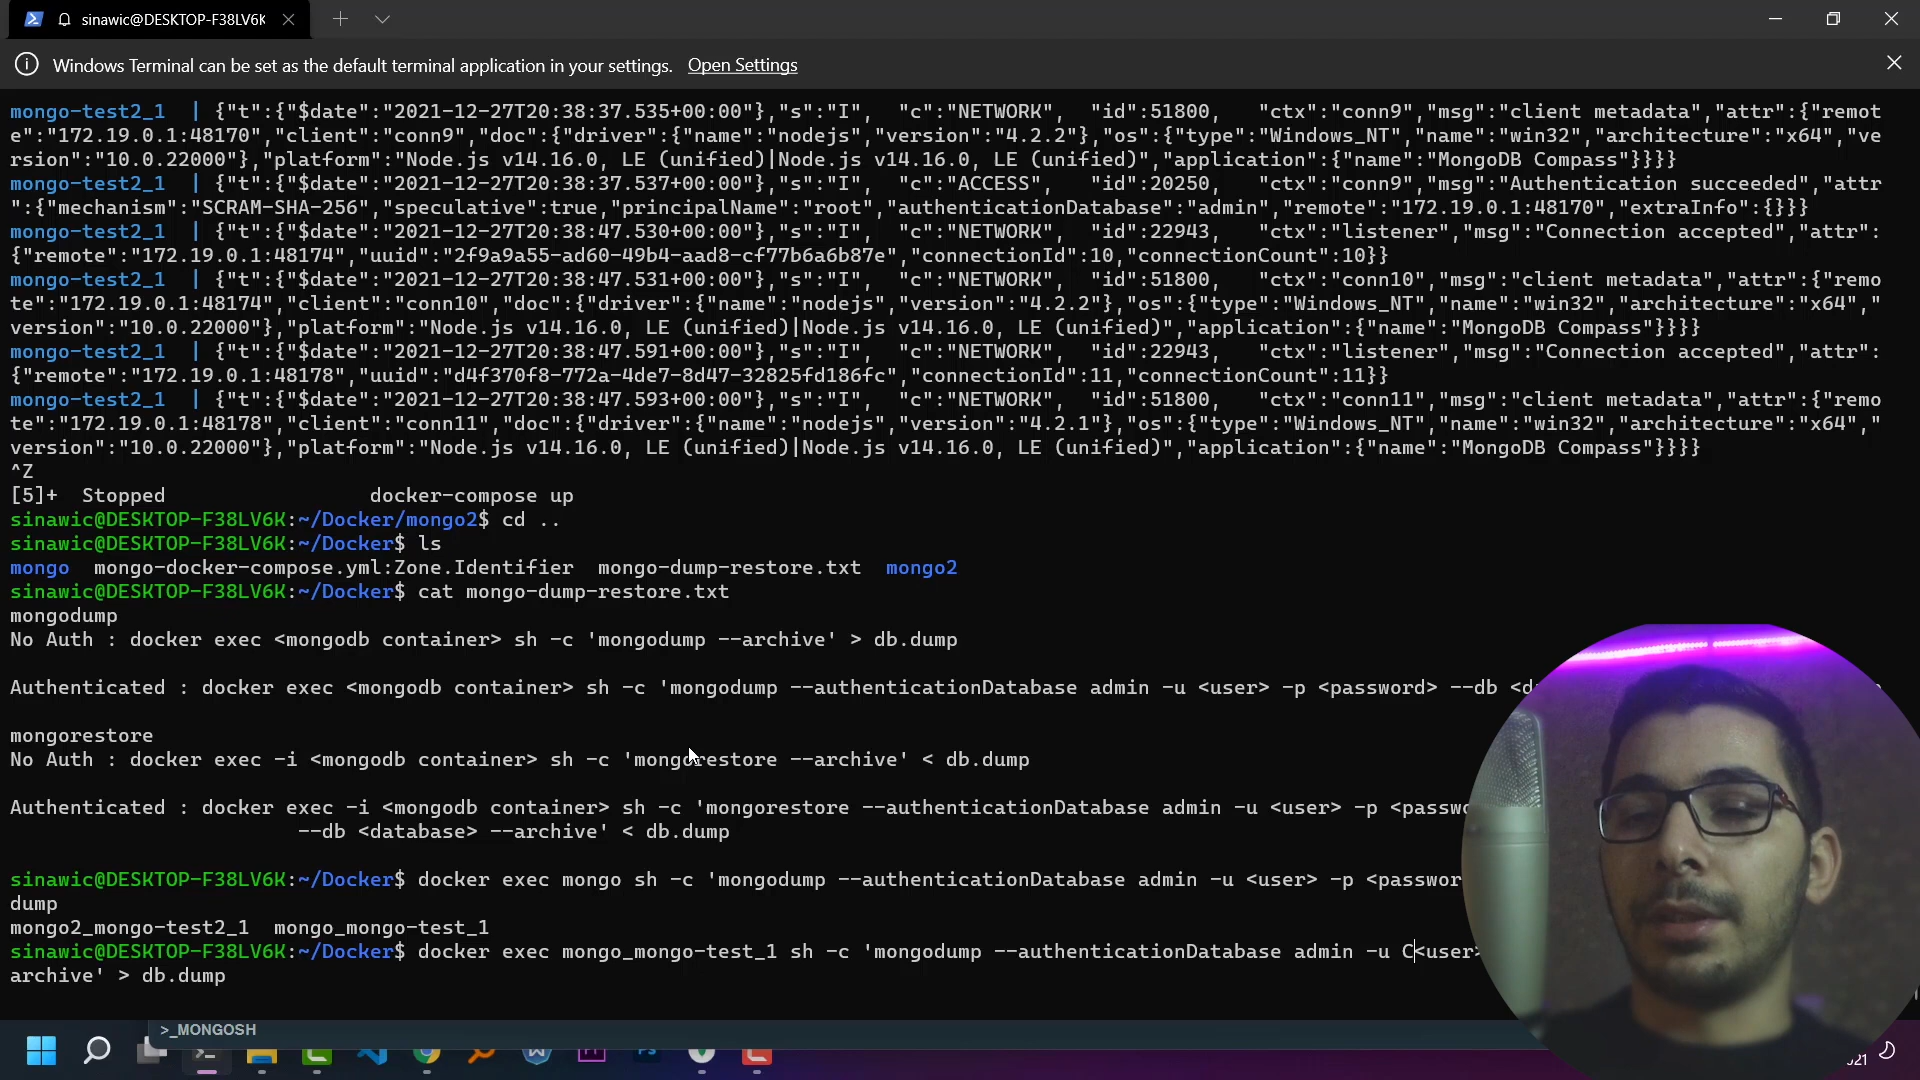 sinawic@DESKTOP-F38LV6K
Windows Terminal can be set as the default terminal application in your settings. Open Settings
mongo-test2_1  | {"t":{"$date":"2021-12-27T20:38:37.535+00:00"},"s":"I",  "c":"NETWORK",  "id":51800,   "ctx":"conn9","msg":"client metadata","attr":{"remot
e":"172.19.0.1:48170","client":"conn9","doc":{"driver":{"name":"nodejs","version":"4.2.2"},"os":{"type":"Windows_NT","name":"win32","architecture":"x64","ve
rsion":"10.0.22000"},"platform":"Node.js v14.16.0, LE (unified)|Node.js v14.16.0, LE (unified)","application":{"name":"MongoDB Compass"}}}}
mongo-test2_1  | {"t":{"$date":"2021-12-27T20:38:37.537+00:00"},"s":"I",  "c":"ACCESS",   "id":20250,   "ctx":"conn9","msg":"Authentication succeeded","attr
":{"mechanism":"SCRAM-SHA-256","speculative":true,"principalName":"root","authenticationDatabase":"admin","remote":"172.19.0.1:48170","extraInfo":{}}}
mongo-test2_1  | {"t":{"$date":"2021-12-27T20:38:47.530+00:00"},"s":"I",  "c":"NETWORK",  "id":22943,   "ctx":"listener","msg":"Connection accepted","attr":
{"remote":"172.19.0.1:48174","uuid":"2f9a9a55-ad60-49b4-aad8-cf77b6a6b87e","connectionId":10,"connectionCount":10}}
mongo-test2_1  | {"t":{"$date":"2021-12-27T20:38:47.531+00:00"},"s":"I",  "c":"NETWORK",  "id":51800,   "ctx":"conn10","msg":"client metadata","attr":{"remo
te":"172.19.0.1:48174","client":"conn10","doc":{"driver":{"name":"nodejs","version":"4.2.2"},"os":{"type":"Windows_NT","name":"win32","architecture":"x64","
version":"10.0.22000"},"platform":"Node.js v14.16.0, LE (unified)|Node.js v14.16.0, LE (unified)","application":{"name":"MongoDB Compass"}}}}
mongo-test2_1  | {"t":{"$date":"2021-12-27T20:38:47.591+00:00"},"s":"I",  "c":"NETWORK",  "id":22943,   "ctx":"listener","msg":"Connection accepted","attr":
{"remote":"172.19.0.1:48178","uuid":"d4f370f8-772a-4de7-8d47-32825fd186fc","connectionId":11,"connectionCount":11}}
mongo-test2_1  | {"t":{"$date":"2021-12-27T20:38:47.593+00:00"},"s":"I",  "c":"NETWORK",  "id":51800,   "ctx":"conn11","msg":"client metadata","attr":{"remo
te":"172.19.0.1:48178","client":"conn11","doc":{"driver":{"name":"nodejs","version":"4.2.1"},"os":{"type":"Windows_NT","name":"win32","architecture":"x64","
version":"10.0.22000"},"platform":"Node.js v14.16.0, LE (unified)|Node.js v14.16.0, LE (unified)","application":{"name":"MongoDB Compass"}}}}
^Z
[5]+  Stopped                 docker-compose up
sinawic@DESKTOP-F38LV6K:~/Docker/mongo2$ cd ..
sinawic@DESKTOP-F38LV6K:~/Docker$ ls
mongo  mongo-docker-compose.yml:Zone.Identifier  mongo-dump-restore.txt  mongo2
sinawic@DESKTOP-F38LV6K:~/Docker$ cat mongo-dump-restore.txt
mongodump
No Auth : docker exec <mongodb container> sh -c 'mongodump --archive' > db.dump
Authenticated : docker exec <mongodb container> sh -c 'mongodump --authenticationDatabase admin -u <user> -p <password> --db
mongorestore
No Auth : docker exec -i <mongodb container> sh -c 'mongorestore --archive' < db.dump
Authenticated : docker exec -i <mongodb container> sh -c 'mongorestore --authenticationDatabase admin -u <user> -p
--db <database> --archive' < db.dump
sinawic@DESKTOP-F38LV6K:~/Docker$ docker exec mongo sh -c 'mongodump --authenticationDatabase admin -u <user> -p
dump
mongo2_mongo-test2_1  mongo_mongo-test_1
sinawic@DESKTOP-F38LV6K:~/Docker$ docker exec mongo_mongo-test_1 sh -c 'mongodump --authenticationDatabase admin -u C<user>
archive' > db.dump
>_MONGOSH